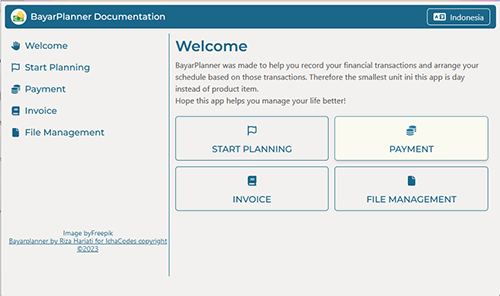 BayarPlanner Documentation
Indonesia
Welcome
Start Planning
Payment
Invoice
File Management
Image byFreepik
Bayarplanner by Riza Hariati for IchaCodes copyright
©2023
Welcome
BayarPlanner was made to help you record your financial transactions and arrange your
schedule based on those transactions. Therefore the smallest unit ini this app is day
instead of product item.
Hope this app helps you manage your life better!
START PLANNING
PAYMENT
INVOICE
FILE MANAGEMENT